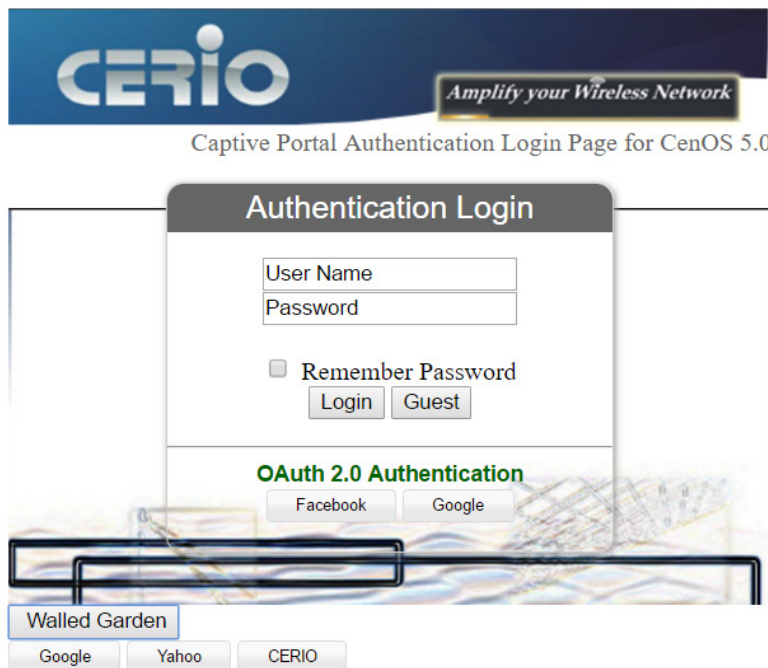 CERIO
Amplify your Wireless Network
Captive Portal Authentication Login Page for CenOS 5.0
Authentication Login
User Name
Password
Remember Password
Login Guest
OAuth 2.0 Authentication
Facebook Google
Walled Garden
Google Yahoo CERIO